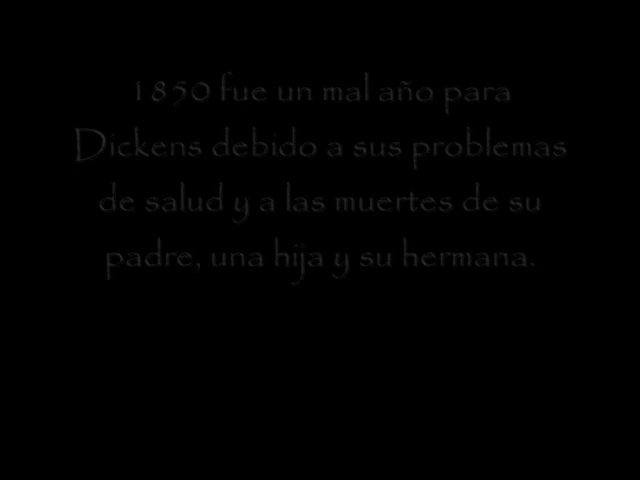 1850 fue un mal año para
Dickens debido a sus problemas
de salud y a las muertes de su
padre, una hija y su hermana.